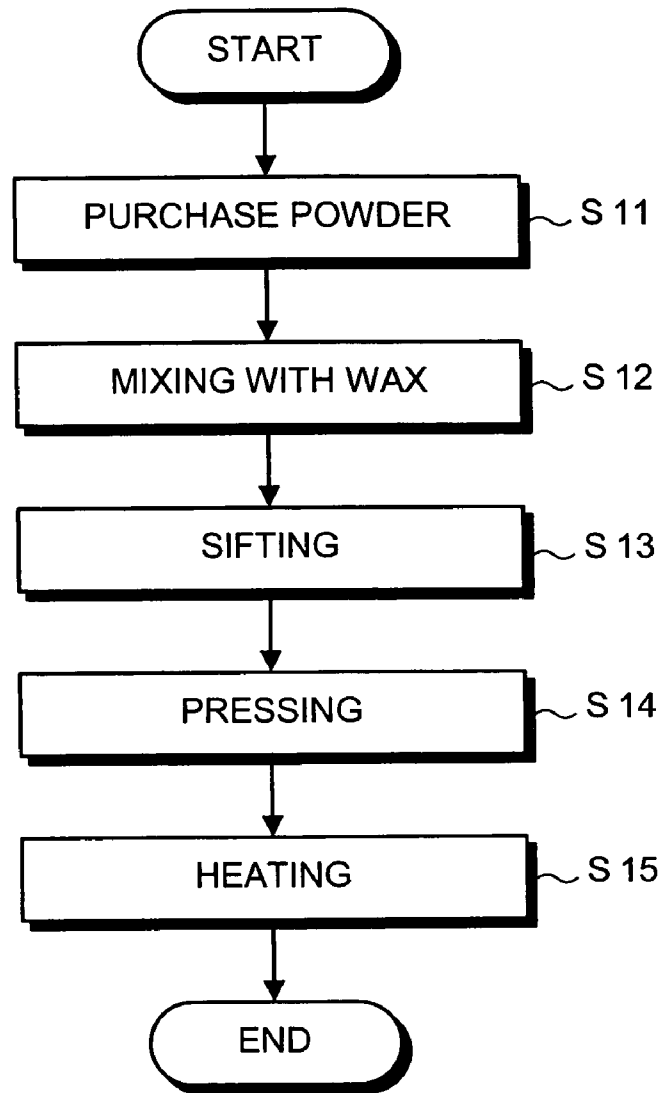 START
PURCHASE POWDER S 11
MIXING WITH WAX S 12
SIFTING S 13
PRESSING S 14
HEATING S 15
END